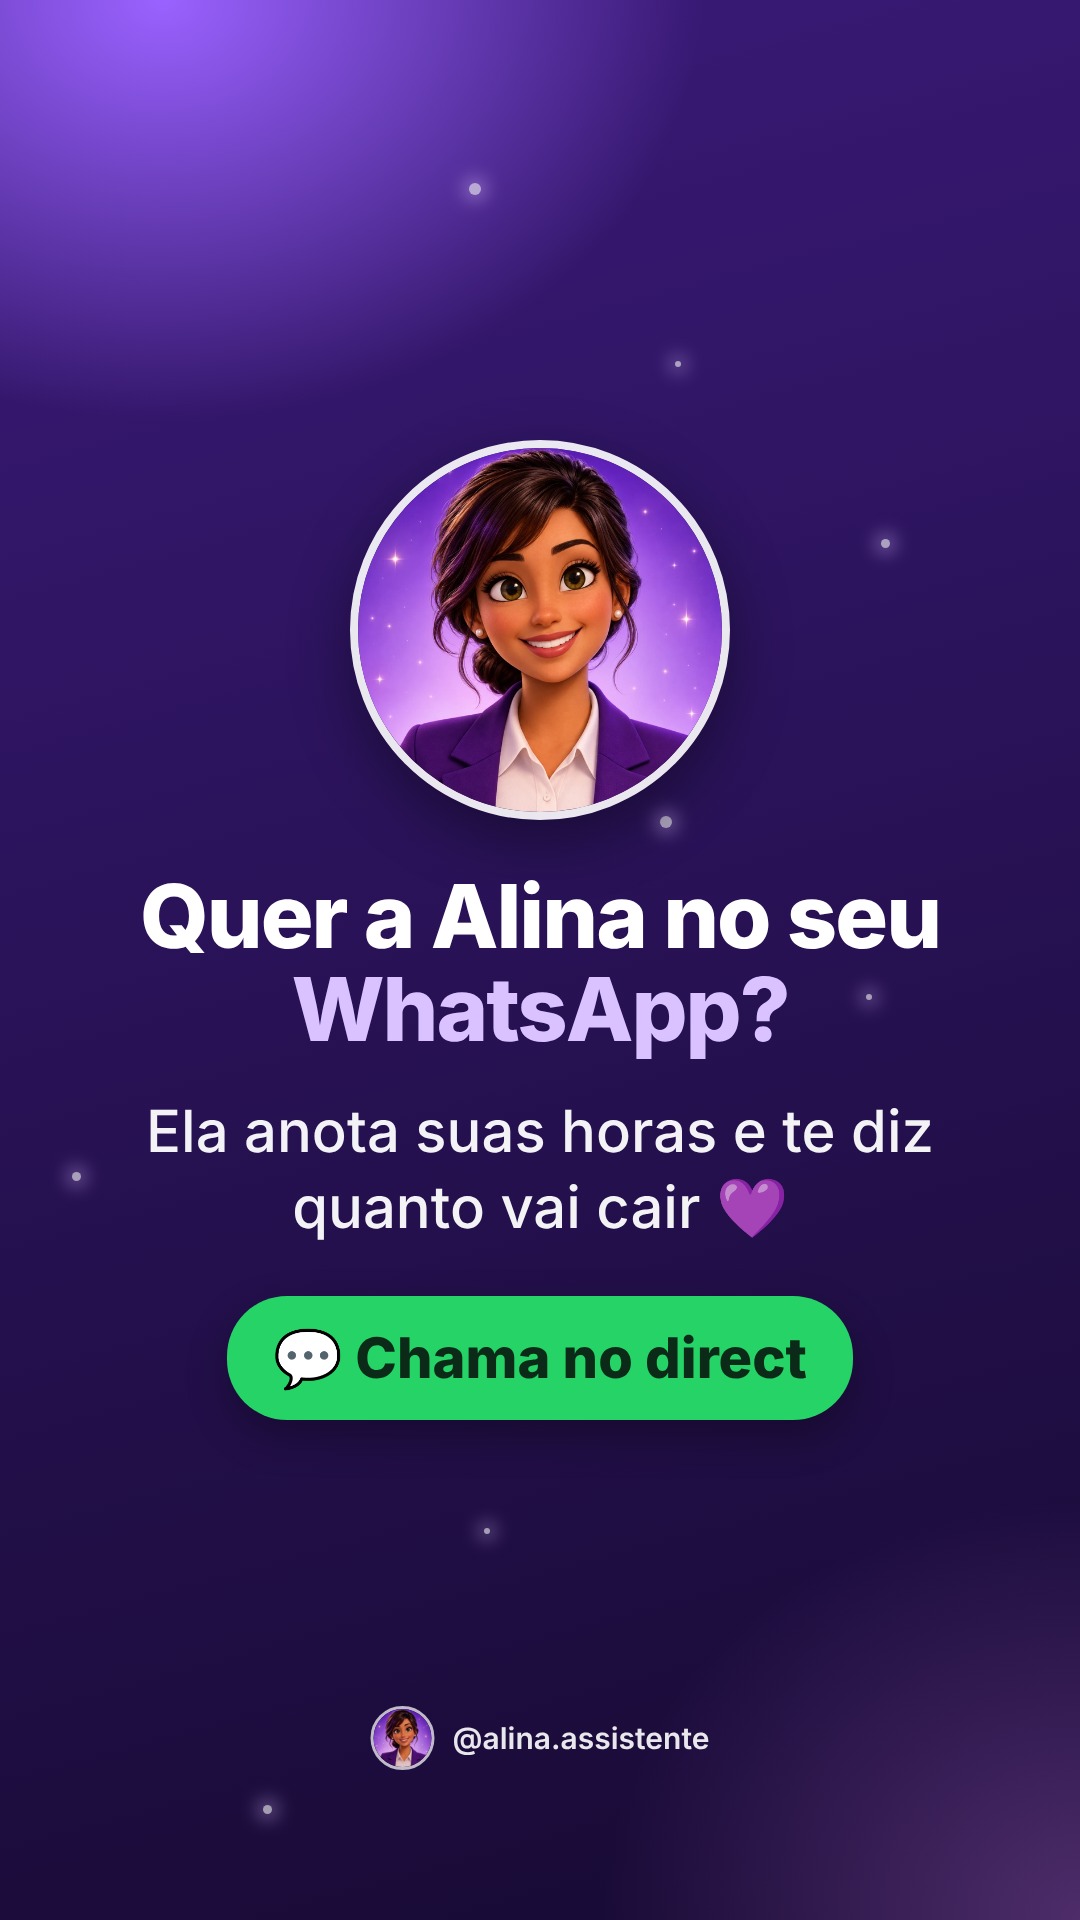 Quer a Alina no seu
WhatsApp?
Ela anota suas horas e te diz
quanto vai cair 💜
💬 Chama no direct
@alina.assistente